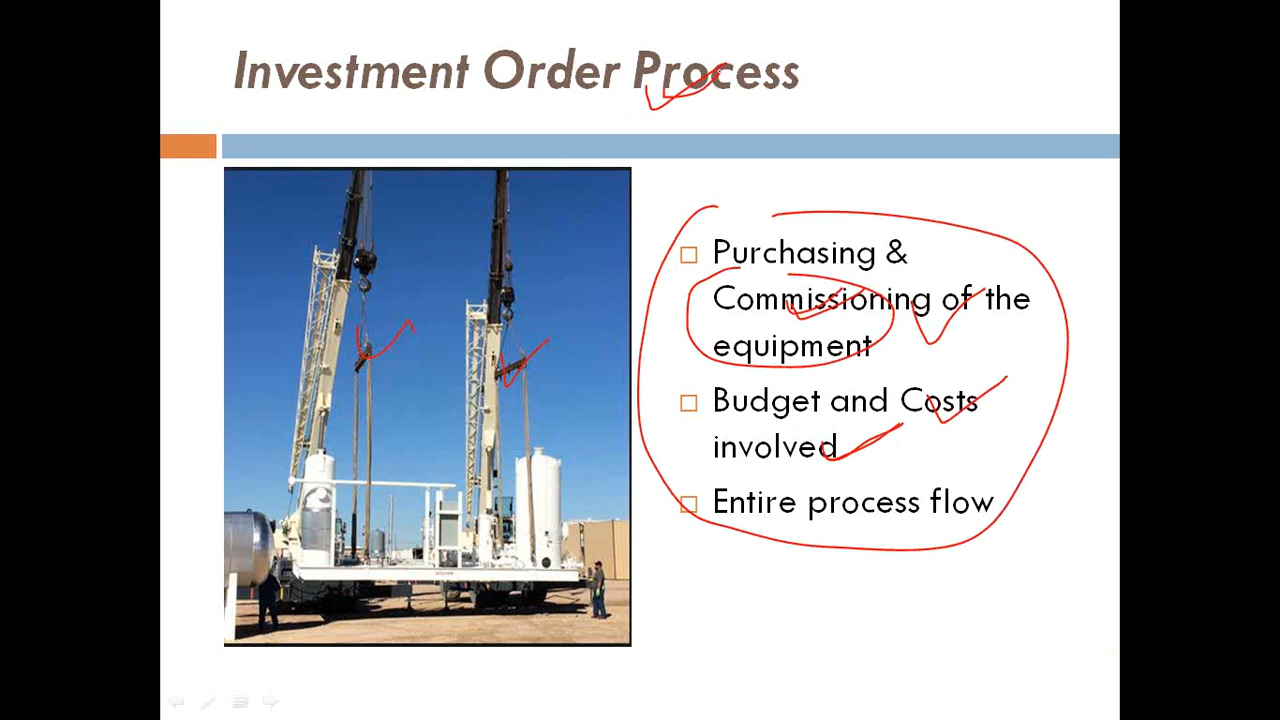 Investment Order Process
Purchasing &
Commissioning of the
equipment
Budget and Costs
involved
Entire process flow